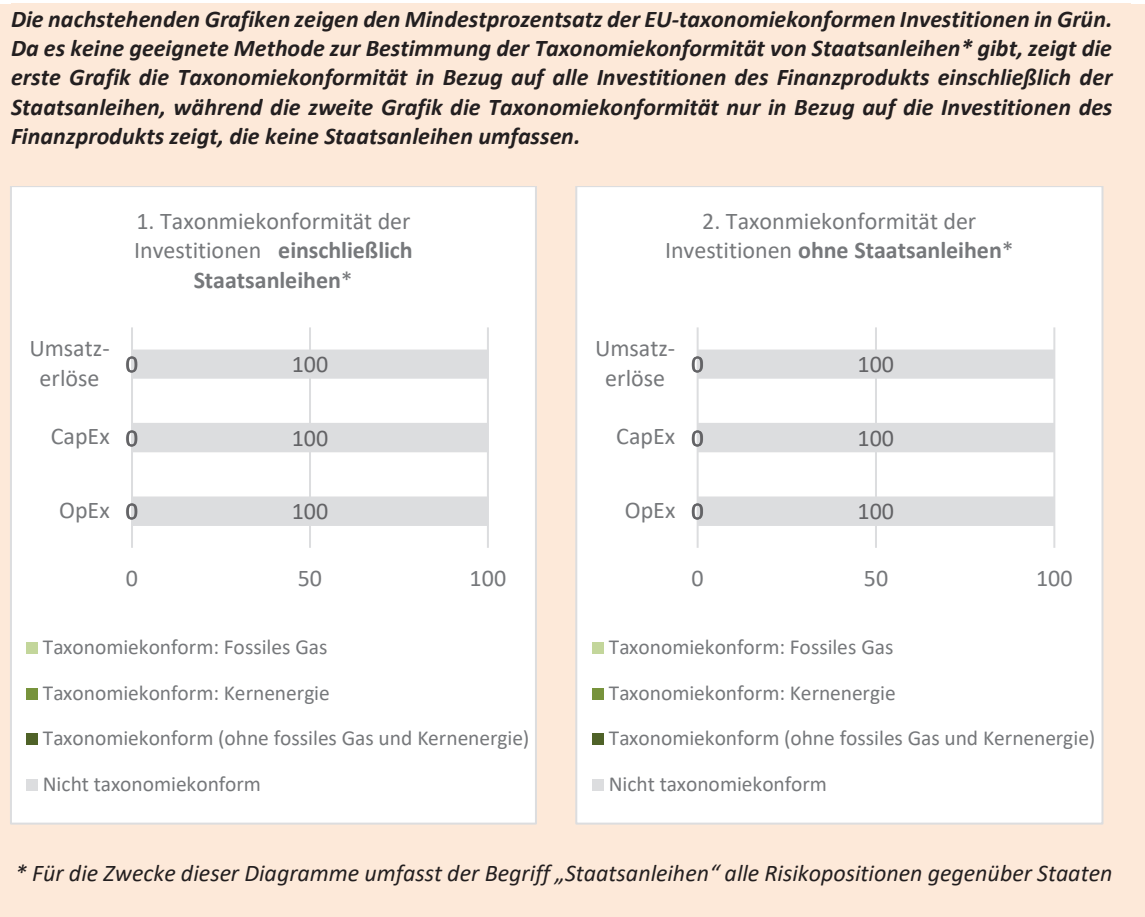 Die nachstehenden Grafiken zeigen den Mindestprozentsatz der EU-taxonomiekonformen Investitionen in Grün.
Da es keine geeignete Methode zur Bestimmung der Taxonomiekonformität von Staatsanleihen* gibt, zeigt die
erste Grafik die Taxonomiekonformität in Bezug auf alle Investitionen des Finanzprodukts einschließlich der
Staatsanleihen, während die zweite Grafik die Taxonomiekonformität nur in Bezug auf die Investitionen des
Finanzprodukts zeigt, die keine Staatsanleihen umfassen.
1. Taxonmiekonformität der
Investitionen einschließlich
Staatsanleihen*
Umsatz-
erlöse
0 100
CapEx 0 100
OpEx 0 100
0 50 100
Taxonomiekonform: Fossiles Gas
Taxonomiekonform: Kernenergie
Taxonomiekonform (ohne fossiles Gas und Kernenergie)
Nicht taxonomiekonform
2. Taxonmiekonformität der
Investitionen ohne Staatsanleihen*
Umsatz-
erlöse
0 100
CapEx 0 100
OpEx 0 100
0 50 100
Taxonomiekonform: Fossiles Gas
Taxonomiekonform: Kernenergie
Taxonomiekonform (ohne fossiles Gas und Kernenergie)
Nicht taxonomiekonform
* Für die Zwecke dieser Diagramme umfasst der Begriff „Staatsanleihen“ alle Risikopositionen gegenüber Staaten